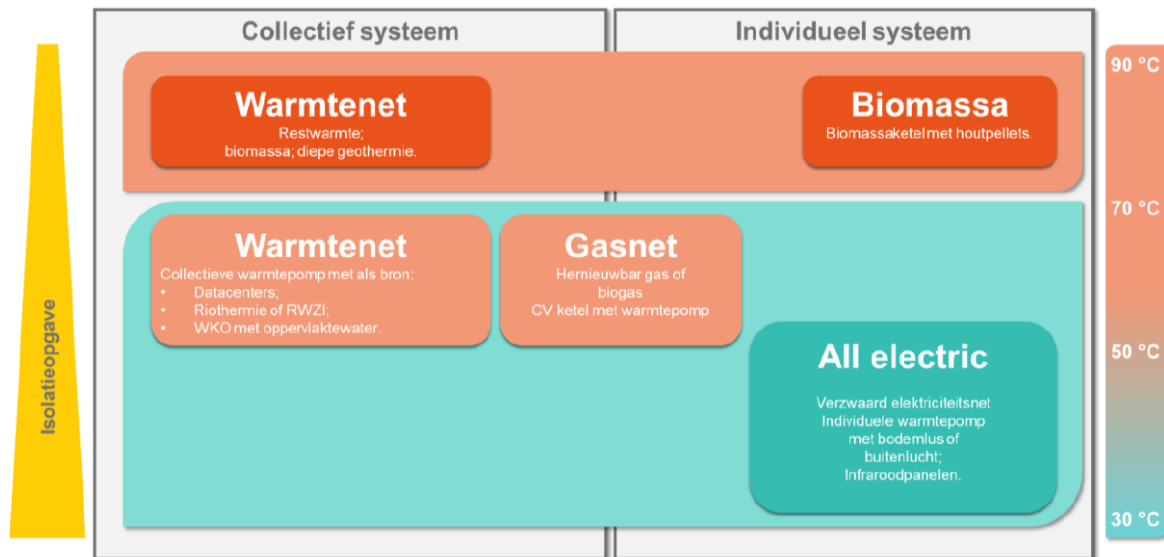 Collectief systeem
Individueel systeem
90 °C
Warmtenet
Restwarmte;
biomassa; diepe geothermie.
Biomassa
Biomassaketel met houtpellets.
70 °C
Warmtenet
Collectieve warmtepomp met als bron:
• Datacenters;
• Riothermie of RWZI;
• WKO met oppervlaktewater.
Gasnet
Hernieuwbar gas of
biogas
CV ketel met warmtepomp
50 °C
All electric
Verzwaard elektriciteitsnet
Individuele warmtepomp
met bodemlus of
buitenlucht;
Infraroodpanelen.
30 °C
Isolatieopgave